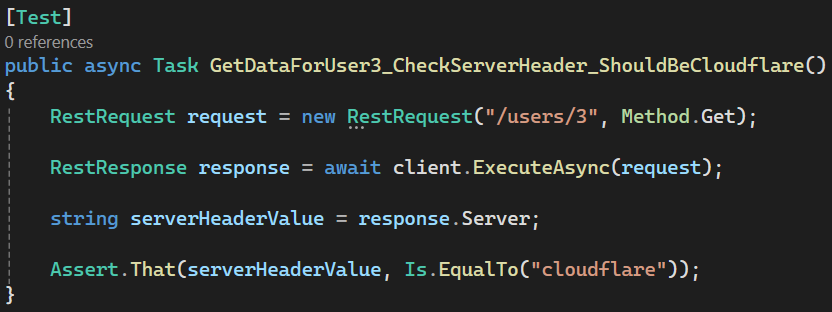 [Test]
0 references
public async Task GetDataForUser3_CheckServerHeader_ShouldBeCloudflare()
{
    RestRequest request = new RestRequest("/users/3", Method.Get);
    RestResponse response = await client.ExecuteAsync(request);
    string serverHeaderValue = response.Server;
    Assert.That(serverHeaderValue, Is.EqualTo("cloudflare"));
}